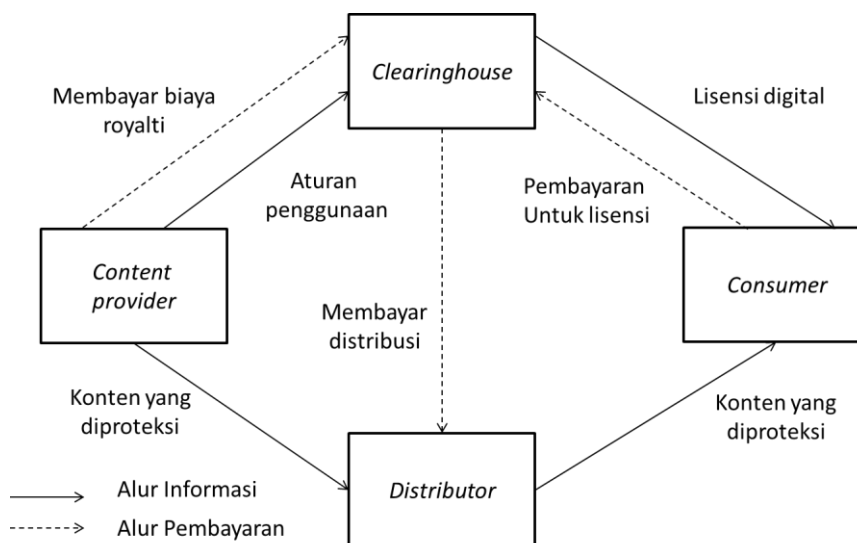 Clearinghouse
Membayar biaya
royalti
Lisensi digital
Aturan
penggunaan
Pembayaran
Untuk lisensi
Content
provider
Consumer
Membayar
distribusi
Konten yang
diproteksi
Konten yang
diproteksi
Distributor
Alur Informasi
Alur Pembayaran